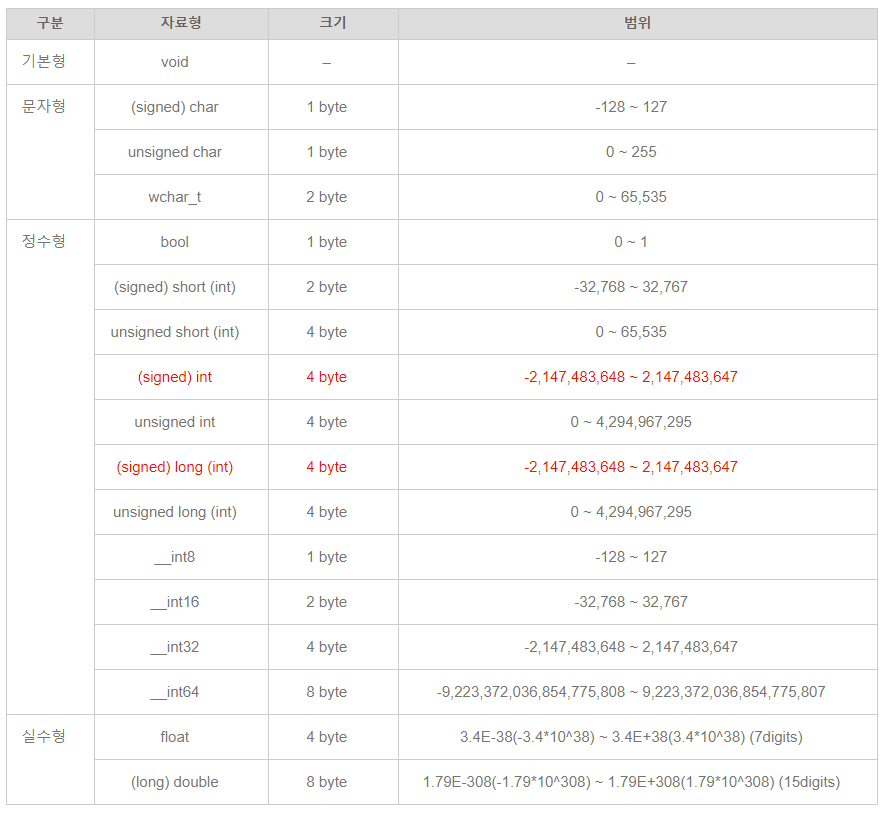 구분 자료형 크기 범위
기본형 void – –
문자형 (signed) char 1 byte -128 ~ 127
unsigned char 1 byte 0 ~ 255
wchar_t 2 byte 0 ~ 65,535
정수형 bool 1 byte 0 ~ 1
(signed) short (int) 2 byte -32,768 ~ 32,767
unsigned short (int) 4 byte 0 ~ 65,535
(signed) int 4 byte -2,147,483,648 ~ 2,147,483,647
unsigned int 4 byte 0 ~ 4,294,967,295
(signed) long (int) 4 byte -2,147,483,648 ~ 2,147,483,647
unsigned long (int) 4 byte 0 ~ 4,294,967,295
__int8 1 byte -128 ~ 127
__int16 2 byte -32,768 ~ 32,767
__int32 4 byte -2,147,483,648 ~ 2,147,483,647
__int64 8 byte -9,223,372,036,854,775,808 ~ 9,223,372,036,854,775,807
실수형 float 4 byte 3.4E-38(-3.4*10^38) ~ 3.4E+38(3.4*10^38) (7digits)
(long) double 8 byte 1.79E-308(-1.79*10^308) ~ 1.79E+308(1.79*10^308) (15digits)